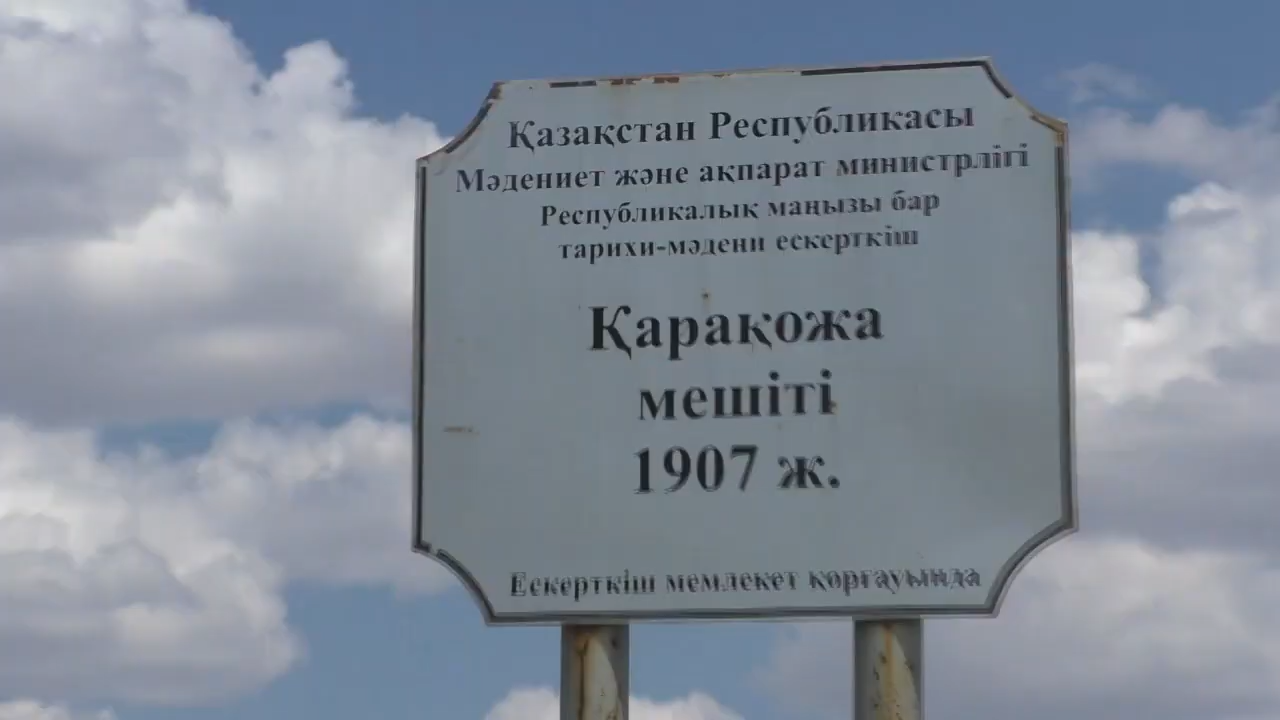 Қазақстан Республикасы
Мәдениет және ақпарат министрлігі
Республикалық маңызы бар
тарихи-мәдени ескерткіш
Қарақожа
мешіті
1907 ж.
Ескерткіш мемлекет қорғауында